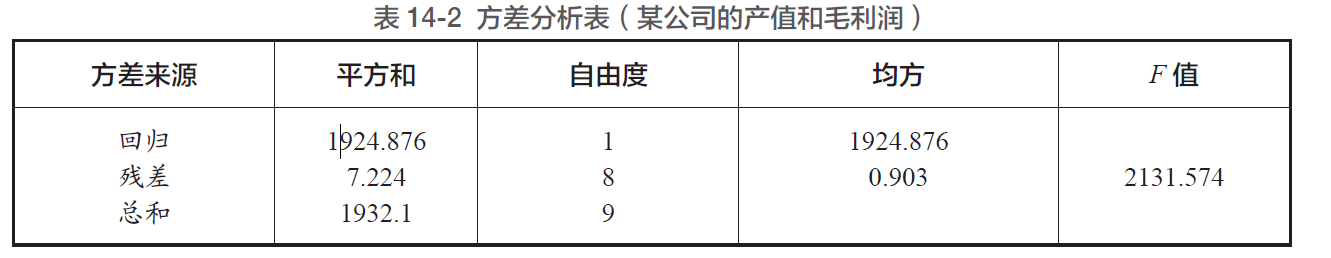 表 14-2 方差分析表（某公司的产值和毛利润）
方差来源 平方和 自由度 均方 F 值
回归 1924.876 1 1924.876
残差 7.224 8 0.903 2131.574
总和 1932.1 9